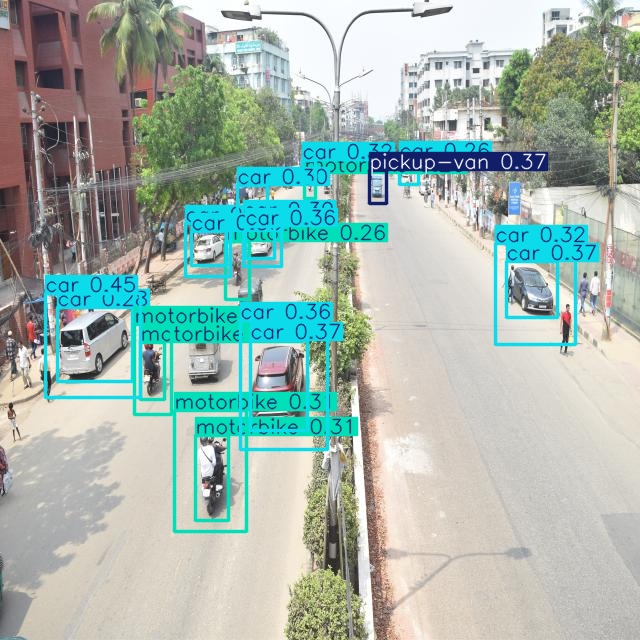 car 0.32
car 0.26
motor
pickup-van 0.37
car 0.30
car
car 0.36
motorbike 0.26
car 0.32
car 0.37
car 0.45
car 0.28
motorbike
motorbike
car 0.36
car 0.37
motorbike 0.31
motorbike 0.31